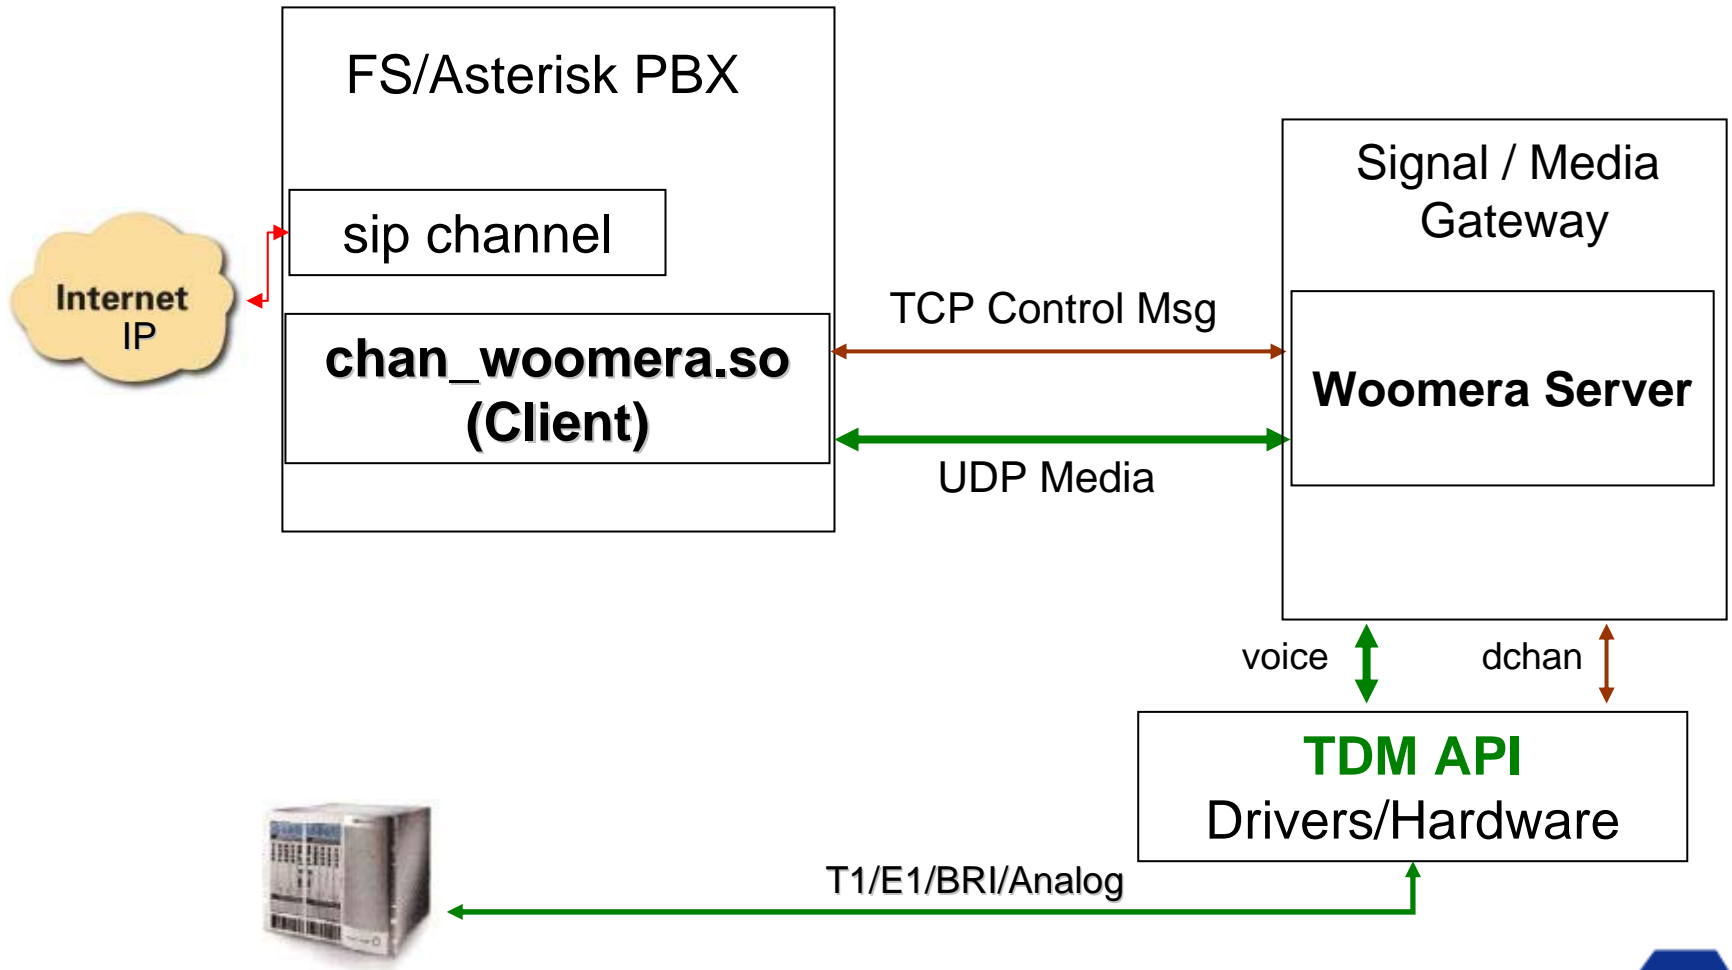 FS/Asterisk PBX
sip channel
Internet
IP
chan_woomera.so
(Client)
TCP Control Msg
UDP Media
Signal / Media
Gateway
Woomera Server
voice
dchan
TDM API
Drivers/Hardware
T1/E1/BRI/Analog